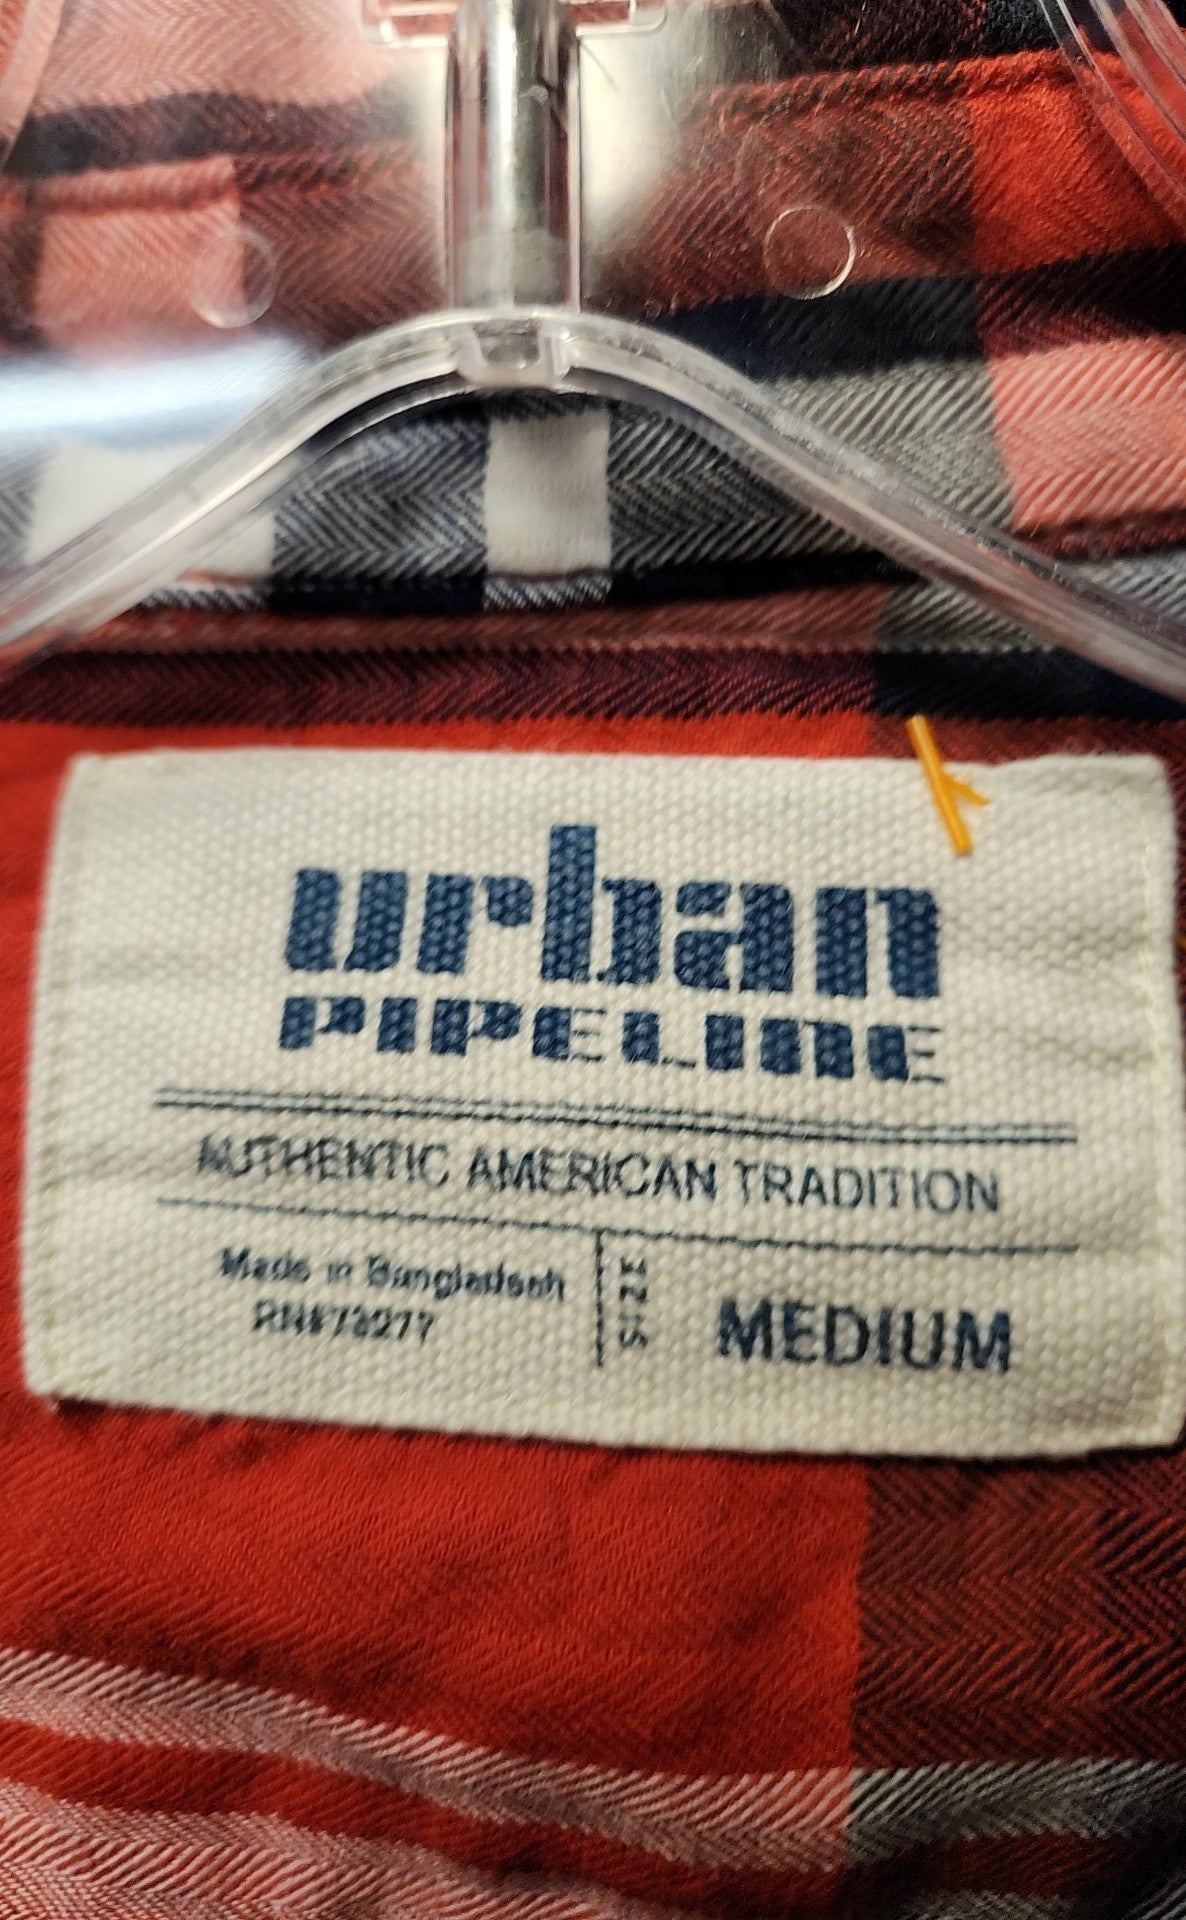 urban
PIPELINE
AUTHENTIC AMERICAN TRADITION
Made in Bangladesh
RN#73277
SIZE
MEDIUM